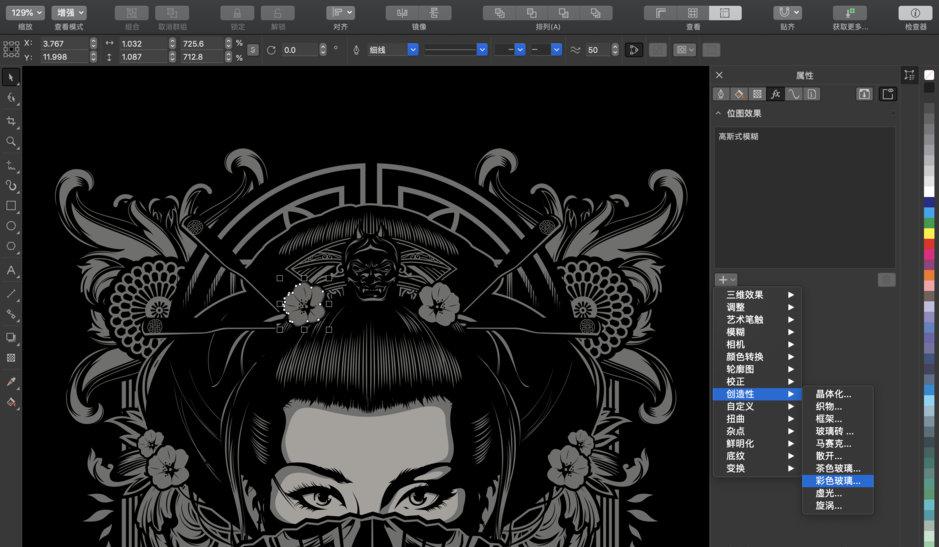 129%
增强
缩放
查看模式
组合
取消群组
锁定
解锁
对齐
镜像
排列(A)
查看
贴齐
获取更多...
检查器
X: 3.767
1.032
725.6 %
0.0 °
细线
50
Y: 11.998
1.087
712.8 %
属性
fx
位图效果
高斯式模糊
三维效果
调整
艺术笔触
模糊
相机
颜色转换
轮廓图
校正
创造性
自定义
扭曲
杂点
鲜明化
底纹
变换
晶体化...
织物...
框架...
玻璃砖 ...
马赛克...
散开...
茶色玻璃...
彩色玻璃...
虚光...
旋涡...